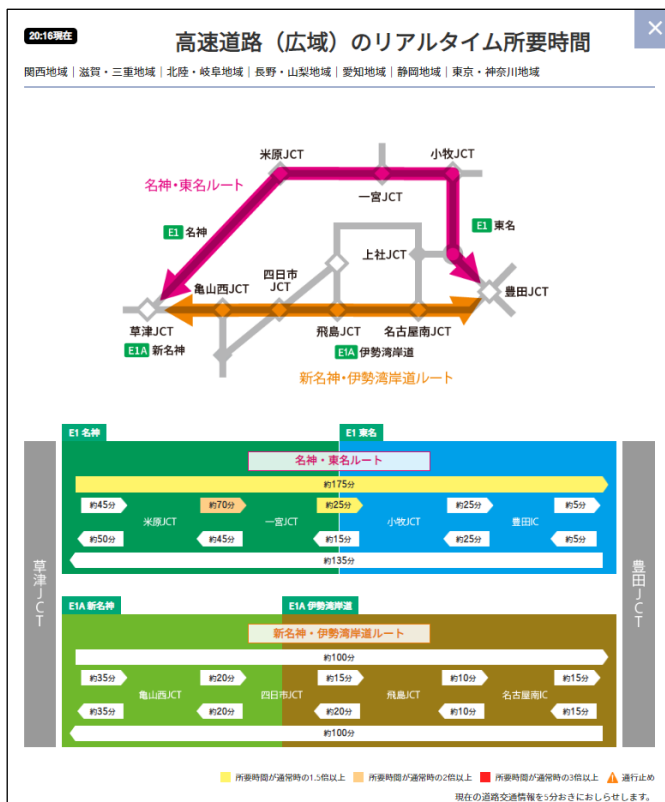 20:16現在
高速道路（広域）のリアルタイム所要時間
×
関西地域｜滋賀・三重地域｜北陸・岐阜地域｜長野・山梨地域｜愛知地域｜静岡地域｜東京・神奈川地域
米原JCT
小牧JCT
名神・東名ルート
一宮JCT
E1 名神
E1 東名
上社JCT
四日市
JCT
亀山西JCT
豊田JCT
草津JCT
飛島JCT
名古屋南JCT
E1A 新名神
E1A 伊勢湾岸道
新名神・伊勢湾岸道ルート
E1 名神
E1 東名
名神・東名ルート
約175分
約45分 約70分 約25分 約25分 約5分
米原JCT 一宮JCT 小牧JCT 豊田IC
約50分 約45分 約15分 約25分 約5分
約135分
草津JCT
豊田JCT
E1A 新名神
E1A 伊勢湾岸道
新名神・伊勢湾岸道ルート
約100分
約35分 約20分 約15分 約10分 約15分
亀山西JCT 四日市JCT 飛島JCT 名古屋南IC
約35分 約20分 約20分 約10分 約15分
約100分
所要時間が通常時の1.5倍以上 所要時間が通常時の2倍以上 所要時間が通常時の3倍以上 通行止め
現在の道路交通情報を5分おきにおしらせします。